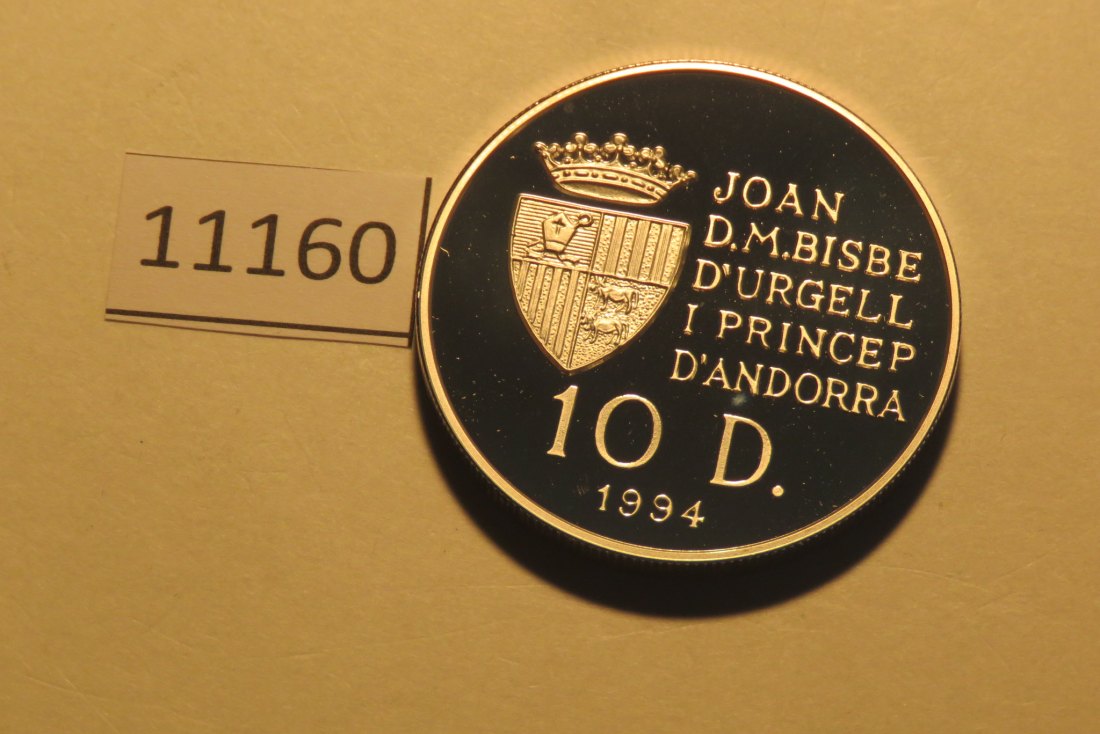 11160
JOAN
D.M.BISBE
D'URGELL
I PRINCEP
D'ANDORRA
10 D.
1994